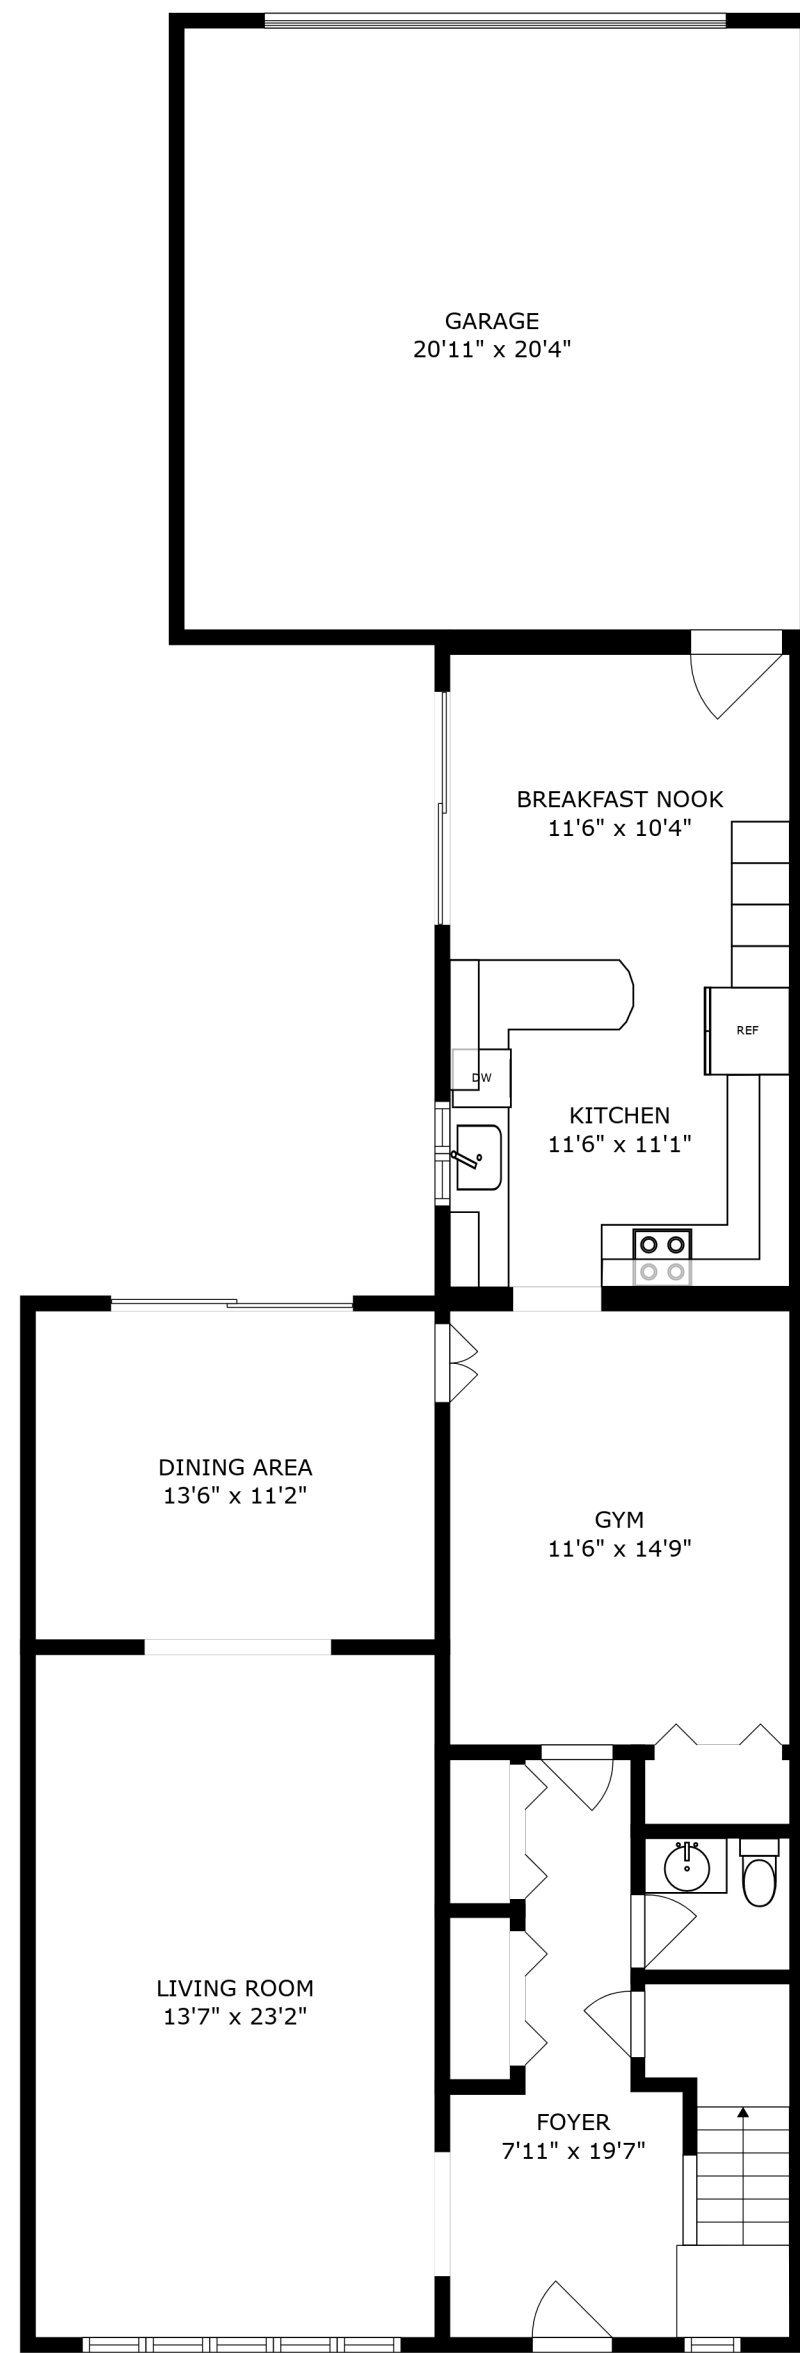 GARAGE
20'11" x 20'4"
BREAKFAST NOOK
11'6" x 10'4"
REF
DW
KITCHEN
11'6" x 11'1"
DINING AREA
13'6" x 11'2"
GYM
11'6" x 14'9"
LIVING ROOM
13'7" x 23'2"
FOYER
7'11" x 19'7"